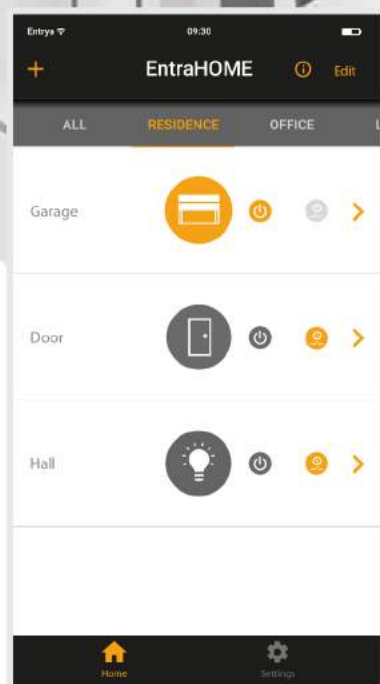 Entrya 09:30
+ EntraHOME Edit
ALL RESIDENCE OFFICE L
Garage
Door
Hall
Home Settings